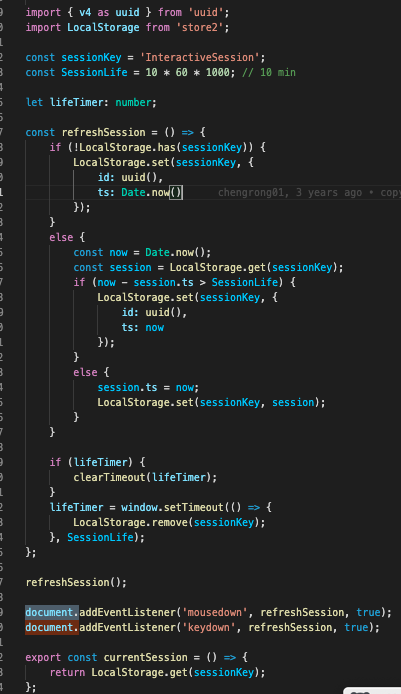 import { v4 as uuid } from 'uuid';
import LocalStorage from 'store2';
const sessionKey = 'InteractiveSession';
const SessionLife = 10 * 60 * 1000; // 10 min
let lifeTimer: number;
const refreshSession = () => {
    if (!LocalStorage.has(sessionKey)) {
        LocalStorage.set(sessionKey, {
            id: uuid(),
            ts: Date.now()    chengrong01, 3 years ago • copy
        });
    }
    else {
        const now = Date.now();
        const session = LocalStorage.get(sessionKey);
        if (now - session.ts > SessionLife) {
            LocalStorage.set(sessionKey, {
                id: uuid(),
                ts: now
            });
        }
        else {
            session.ts = now;
            LocalStorage.set(sessionKey, session);
        }
    }
    if (lifeTimer) {
        clearTimeout(lifeTimer);
    }
    lifeTimer = window.setTimeout(() => {
        LocalStorage.remove(sessionKey);
    }, SessionLife);
};
refreshSession();
document.addEventListener('mousedown', refreshSession, true);
document.addEventListener('keydown', refreshSession, true);
export const currentSession = () => {
    return LocalStorage.get(sessionKey);
};